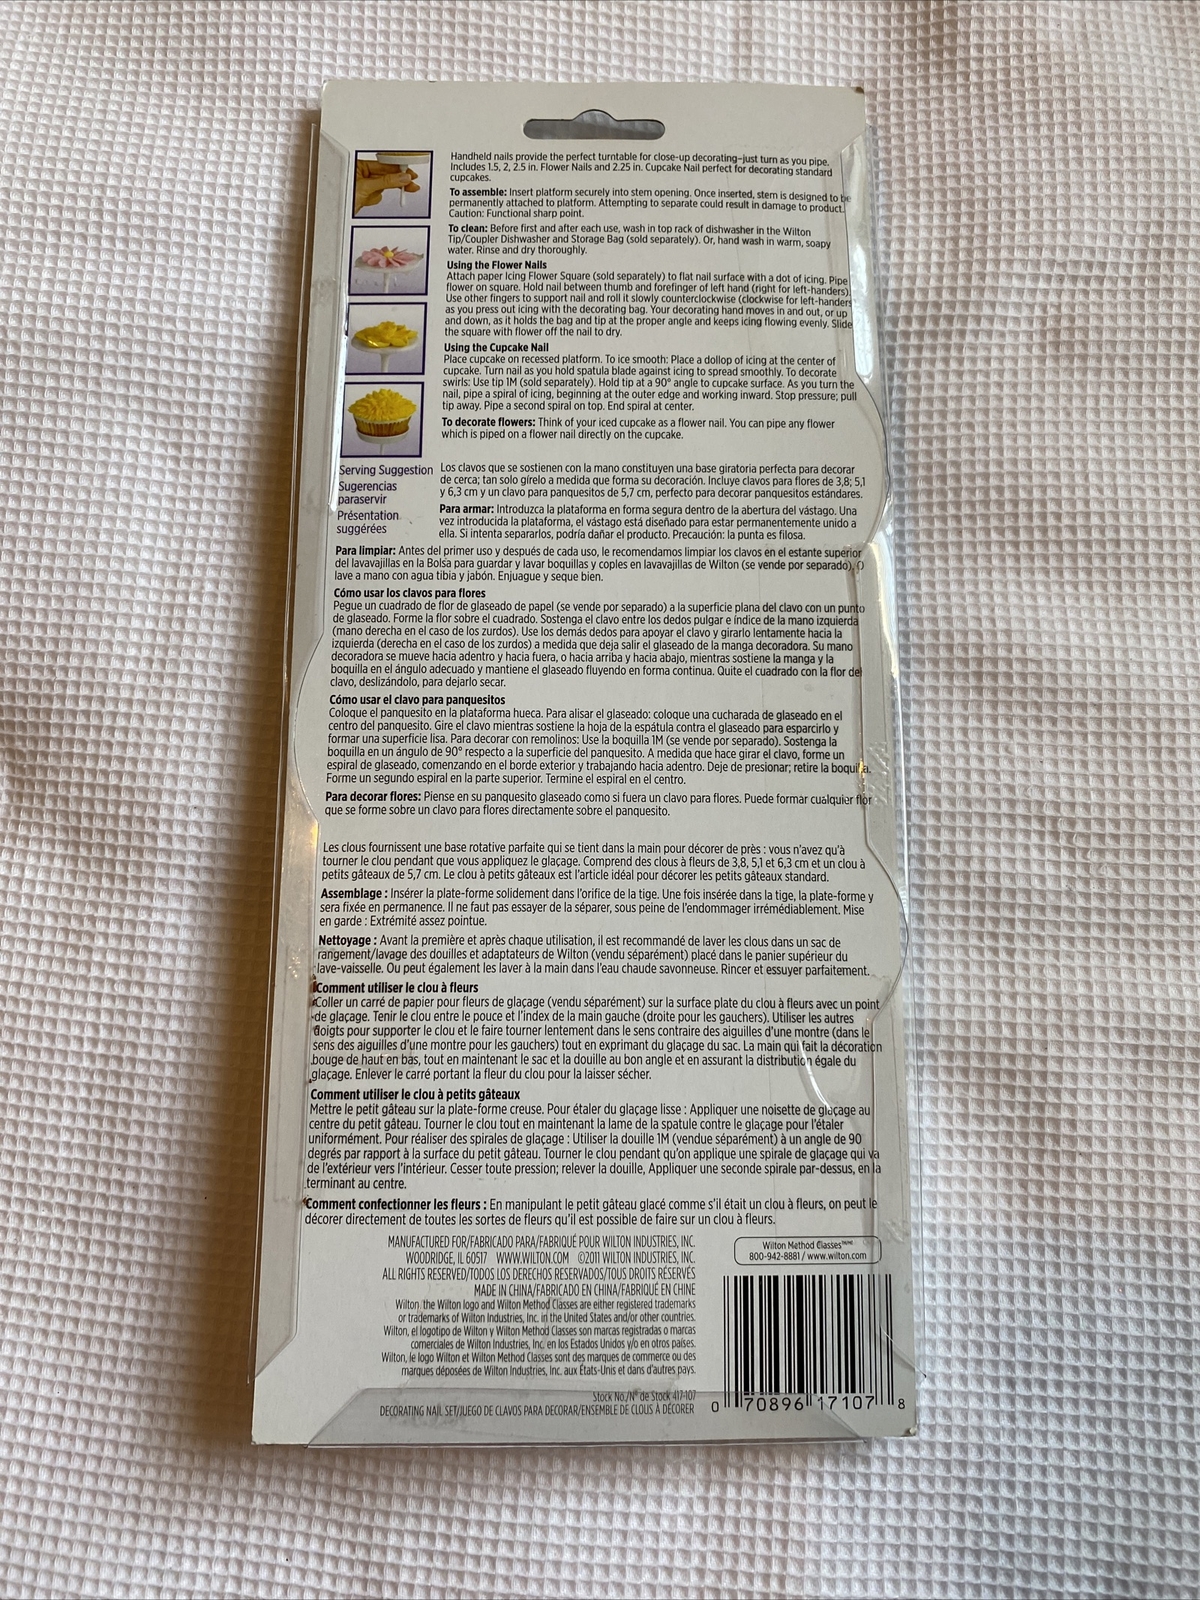 Handheld nails provide the perfect turntable for close-up decorating–just turn as you pipe.
Includes 1.5, 2, 2.5 in. Flower Nails and 2.25 in. Cupcake Nail perfect for decorating standard
cupcakes.
To assemble: Insert platform securely into stem opening. Once inserted, stem is designed to be
permanently attached to platform. Attempting to separate could result in damage to product.
Caution: Functional sharp point.
To clean: Before first and after each use, wash in top rack of dishwasher in the Wilton
Tip/Coupler Dishwasher and Storage Bag (sold separately). Or, hand wash in warm, soapy
water. Rinse and dry thoroughly.
Using the Flower Nails
Attach paper Icing Flower Square (sold separately) to flat nail surface with a dot of icing. Pipe
flower on square. Hold nail between thumb and forefinger of left hand (right for left-handers).
Use other fingers to support nail and roll it slowly counterclockwise (clockwise for left-handers)
as you press out icing with the decorating bag. Your decorating hand moves in and out, or up
and down, as it holds the bag and tip at the proper angle and keeps icing flowing evenly. Slide
the square with flower off the nail to dry.
Using the Cupcake Nail
Place cupcake on recessed platform. To ice smooth: Place a dollop of icing at the center of
cupcake. Turn nail as you hold spatula blade against icing to spread smoothly. To decorate
swirls: Use tip 1M (sold separately). Hold tip at a 90° angle to cupcake surface. As you turn the
nail, pipe a spiral of icing, beginning at the outer edge and working inward. Stop pressure; pull
tip away. Pipe a second spiral on top. End spiral at center.
To decorate flowers: Think of your iced cupcake as a flower nail. You can pipe any flower
which is piped on a flower nail directly on the cupcake.
Serving Suggestion
Sugerencias
paraservir
Présentation
suggérées
Los clavos que se sostienen con la mano constituyen una base giratoria perfecta para decorar
de cerca; tan solo gírelo a medida que forma su decoración. Incluye clavos para flores de 3,8; 5,1
y 6,3 cm y un clavo para panquesitos de 5,7 cm, perfecto para decorar panquesitos estándares.
Para armar: Introduzca la plataforma en forma segura dentro de la abertura del vástago. Una
vez introducida la plataforma, el vástago está diseñado para estar permanentemente unido a
ella. Si intenta separarlos, podría dañar el producto. Precaución: la punta es filosa.
Para limpiar: Antes del primer uso y después de cada uso, le recomendamos limpiar los clavos en el estante superior
del lavavajillas en la Bolsa para guardar y lavar boquillas y coples en lavavajillas de Wilton (se vende por separado). O
lave a mano con agua tibia y jabón. Enjuague y seque bien.
Cómo usar los clavos para flores
Pegue un cuadrado de flor de glaseado de papel (se vende por separado) a la superficie plana del clavo con un punto
de glaseado. Forme la flor sobre el cuadrado. Sostenga el clavo entre los dedos pulgar e índice de la mano izquierda
(mano derecha en el caso de los zurdos). Use los demás dedos para apoyar el clavo y girarlo lentamente hacia la
izquierda (derecha en el caso de los zurdos) a medida que deja salir el glaseado de la manga decoradora. Su mano
decoradora se mueve hacia adentro y hacia fuera, o hacia arriba y hacia abajo, mientras sostiene la manga y la
boquilla en el ángulo adecuado y mantiene el glaseado fluyendo en forma continua. Quite el cuadrado con la flor del
clavo, deslizándolo, para dejarlo secar.
Cómo usar el clavo para panquesitos
Coloque el panquesito en la plataforma hueca. Para alisar el glaseado: coloque una cucharada de glaseado en el
centro del panquesito. Gire el clavo mientras sostiene la hoja de la espátula contra el glaseado para esparcirlo y
formar una superficie lisa. Para decorar con remolinos: Use la boquilla 1M (se vende por separado). Sostenga la
boquilla en un ángulo de 90° respecto a la superficie del panquesito. A medida que hace girar el clavo, forme un
espiral de glaseado, comenzando en el borde exterior y trabajando hacia adentro. Deje de presionar; retire la boquilla.
Forme un segundo espiral en la parte superior. Termine el espiral en el centro.
Para decorar flores: Piense en su panquesito glaseado como si fuera un clavo para flores. Puede formar cualquier flor
que se forme sobre un clavo para flores directamente sobre el panquesito.
Les clous fournissent une base rotative parfaite qui se tient dans la main pour décorer de près : vous n'avez qu'à
tourner le clou pendant que vous appliquez le glaçage. Comprend des clous à fleurs de 3,8, 5,1 et 6,3 cm et un clou à
petits gâteaux de 5,7 cm. Le clou à petits gâteaux est l'article idéal pour décorer les petits gâteaux standard.
Assemblage : Insérer la plate-forme solidement dans l'orifice de la tige. Une fois insérée dans la tige, la plate-forme y
sera fixée en permanence. Il ne faut pas essayer de la séparer, sous peine de l'endommager irrémédiablement. Mise
en garde : Extrémité assez pointue.
Nettoyage : Avant la première et après chaque utilisation, il est recommandé de laver les clous dans un sac de
rangement/lavage des douilles et adaptateurs de Wilton (vendu séparément) placé dans le panier supérieur du
lave-vaisselle. Ou peut également les laver à la main dans l'eau chaude savonneuse. Rincer et essuyer parfaitement.
Comment utiliser le clou à fleurs
Coller un carré de papier pour fleurs de glaçage (vendu séparément) sur la surface plate du clou à fleurs avec un point
de glaçage. Tenir le clou entre le pouce et l'index de la main gauche (droite pour les gauchers). Utiliser les autres
doigts pour supporter le clou et le faire tourner lentement dans le sens contraire des aiguilles d'une montre (dans le
sens des aiguilles d'une montre pour les gauchers) tout en exprimant du glaçage du sac. La main qui fait la décoration
bouge de haut en bas, tout en maintenant le sac et la douille au bon angle et en assurant la distribution égale du
glaçage. Enlever le carré portant la fleur du clou pour la laisser sécher.
Comment utiliser le clou à petits gâteaux
Mettre le petit gâteau sur la plate-forme creuse. Pour étaler du glaçage lisse : Appliquer une noisette de glaçage au
centre du petit gâteau. Tourner le clou tout en maintenant la lame de la spatule contre le glaçage pour l'étaler
uniformément. Pour réaliser des spirales de glaçage : Utiliser la douille 1M (vendue séparément) à un angle de 90
degrés par rapport à la surface du petit gâteau. Tourner le clou pendant qu'on applique une spirale de glaçage qui va
de l'extérieur vers l'intérieur. Cesser toute pression; relever la douille, Appliquer une seconde spirale par-dessus, en la
terminant au centre.
Comment confectionner les fleurs : En manipulant le petit gâteau glacé comme s'il était un clou à fleurs, on peut le
décorer directement de toutes les sortes de fleurs qu'il est possible de faire sur un clou à fleurs.
MANUFACTURED FOR/FABRICADO PARA/FABRIQUÉ POUR WILTON INDUSTRIES, INC.
WOODRIDGE, IL 60517 WWW.WILTON.COM ©2011 WILTON INDUSTRIES, INC.
ALL RIGHTS RESERVED/TODOS LOS DERECHOS RESERVADOS/TOUS DROITS RÉSERVÉS
MADE IN CHINA/FABRICADO EN CHINA/FABRIQUÉ EN CHINE
Wilton, the Wilton logo and Wilton Method Classes are either registered trademarks
or trademarks of Wilton Industries, Inc. in the United States and/or other countries.
Wilton, el logotipo de Wilton y Wilton Method Classes son marcas registradas o marcas
comerciales de Wilton Industries, Inc. en los Estados Unidos y/o en otros países.
Wilton, le logo Wilton et Wilton Method Classes sont des marques de commerce ou des
marques déposées de Wilton Industries, Inc. aux États-Unis et dans d'autres pays.
Stock No./N° de Stock 417-107
DECORATING NAIL SET/JUEGO DE CLAVOS PARA DECORAR/ENSEMBLE DE CLOUS À DÉCORER
Wilton Method Classes
800-942-8881 / www.wilton.com
0 70896 17107 8